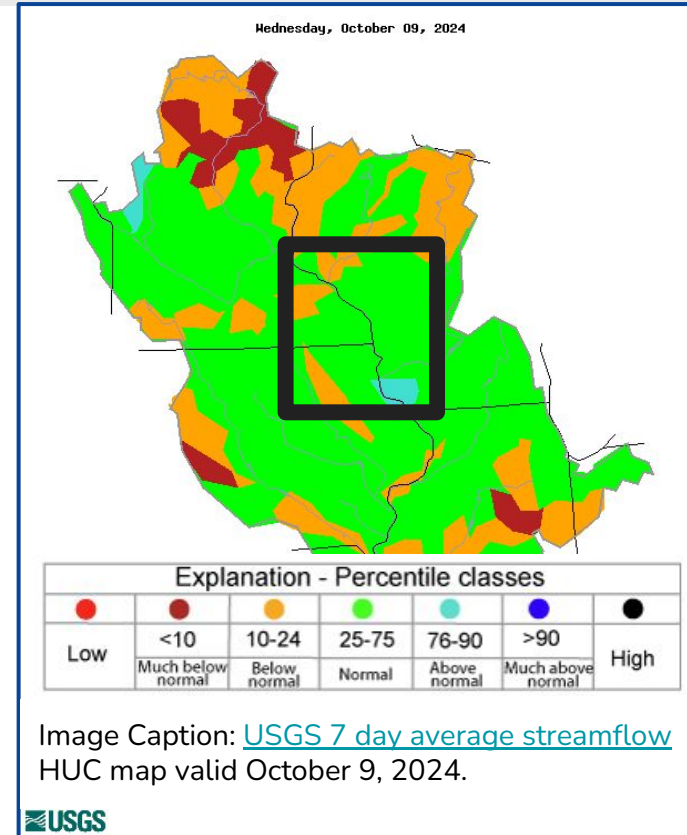 Wednesday, October 09, 2024
Explanation - Percentile classes
Low <10 10-24 25-75 76-90 >90 High
Much below normal Below normal Normal Above normal Much above normal
Image Caption: USGS 7 day average streamflow
HUC map valid October 9, 2024.
USGS